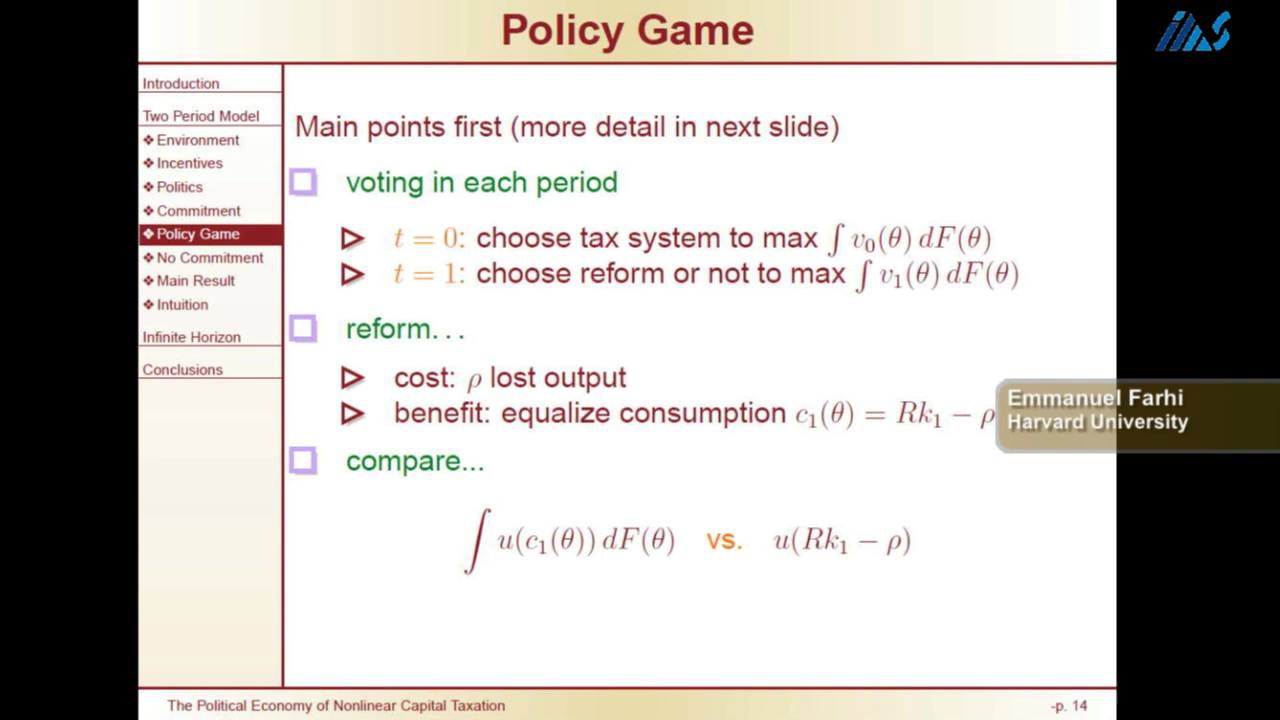 Policy Game
iias
Introduction
Two Period Model
❖ Environment
❖ Incentives
❖ Politics
❖ Commitment
❖ Policy Game
❖ No Commitment
❖ Main Result
❖ Intuition
Infinite Horizon
Conclusions
Main points first (more detail in next slide)
voting in each period
t = 0: choose tax system to max ∫ v₀(θ) dF(θ)
t = 1: choose reform or not to max ∫ v₁(θ) dF(θ)
reform...
cost: ρ lost output
benefit: equalize consumption c₁(θ) = Rk₁ − ρ
compare...
∫ u(c₁(θ)) dF(θ) vs. u(Rk₁ − ρ)
Emmanuel Farhi
Harvard University
The Political Economy of Nonlinear Capital Taxation
-p. 14